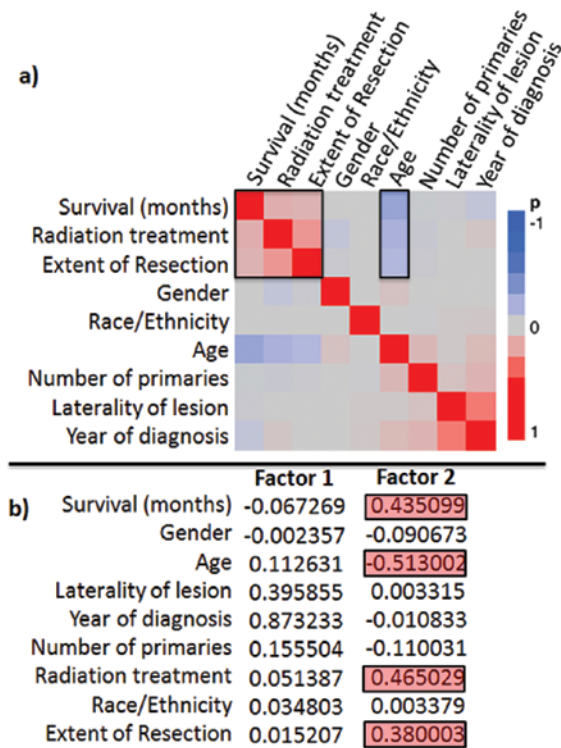 a)
Survival (months)
Radiation treatment
Extent of Resection
Gender
Race/Ethnicity
Age
Number of primaries
Laterality of lesion
Year of diagnosis
Survival (months)
Radiation treatment
Extent of Resection
Gender
Race/Ethnicity
Age
Number of primaries
Laterality of lesion
Year of diagnosis
p
-1
0
1
Factor 1 Factor 2
b) Survival (months) -0.067269 0.435099
Gender -0.002357 -0.090673
Age 0.112631 -0.513002
Laterality of lesion 0.395855 0.003315
Year of diagnosis 0.873233 -0.010833
Number of primaries 0.155504 -0.110031
Radiation treatment 0.051387 0.465029
Race/Ethnicity 0.034803 0.003379
Extent of Resection 0.015207 0.380003